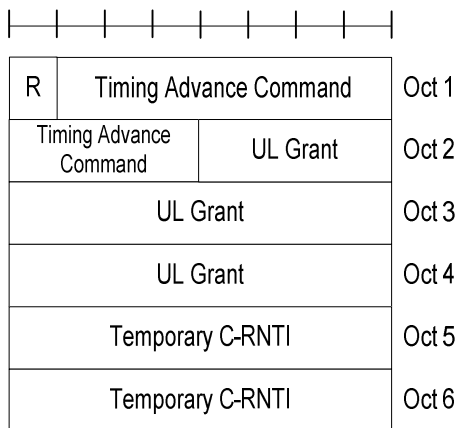 R Timing Advance Command Oct 1
Timing Advance
Command UL Grant Oct 2
UL Grant Oct 3
UL Grant Oct 4
Temporary C-RNTI Oct 5
Temporary C-RNTI Oct 6